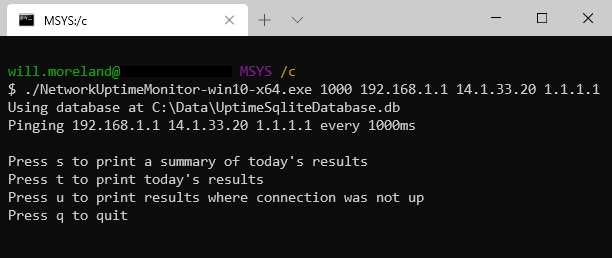 MSYS:/c
will.moreland@ MSYS /c
$ ./NetworkUptimeMonitor-win10-x64.exe 1000 192.168.1.1 14.1.33.20 1.1.1.1
Using database at C:\Data\UptimeSqliteDatabase.db
Pinging 192.168.1.1 14.1.33.20 1.1.1.1 every 1000ms
Press s to print a summary of today's results
Press t to print today's results
Press u to print results where connection was not up
Press q to quit